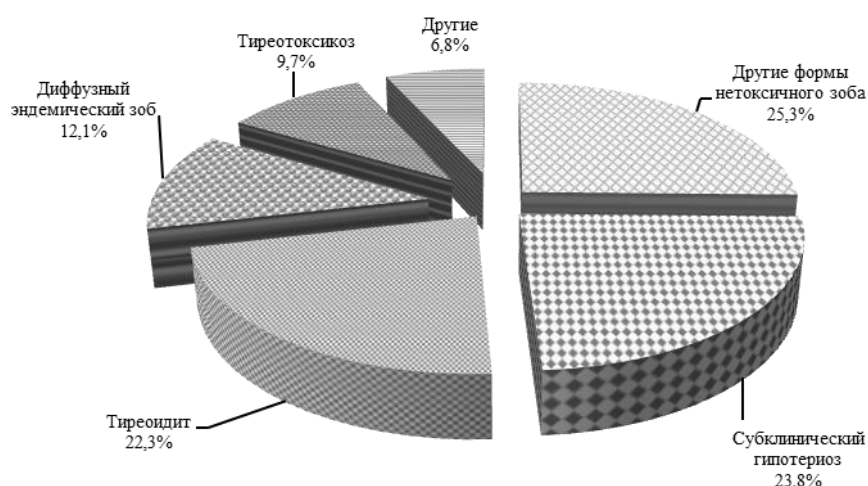 Другие
6,8%
Тиреотоксикоз
9,7%
Диффузный
эндемический зоб
12,1%
Другие формы
нетоксичного зоба
25,3%
Тиреоидит
22,3%
Субклинический
гипотериоз
23,8%